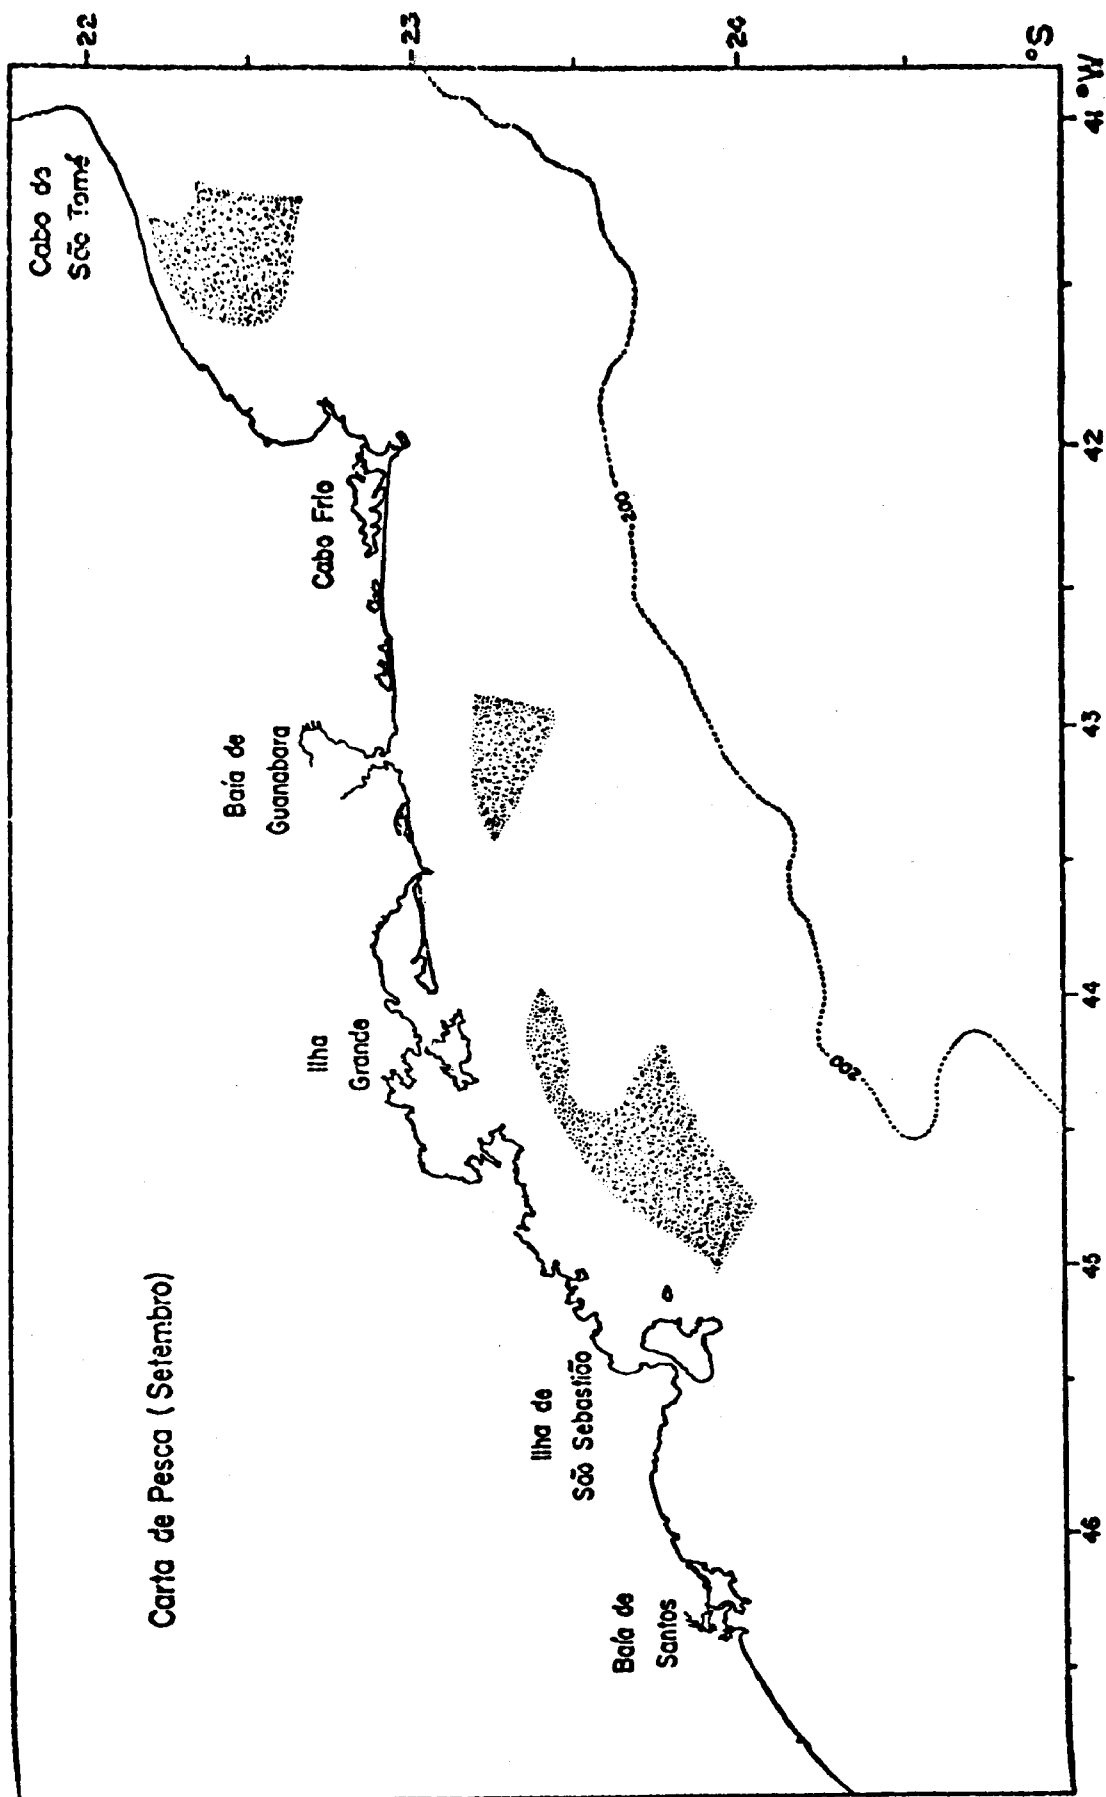 Carta de Pesca (Setembro)
Cabo de
São Tomé
Cabo Frio
Baía de
Guanabara
Ilha
Grande
Ilha de
São Sebastião
Baía de
Santos
200
200
22
23
24
°S
46
45
44
43
42
41 °W